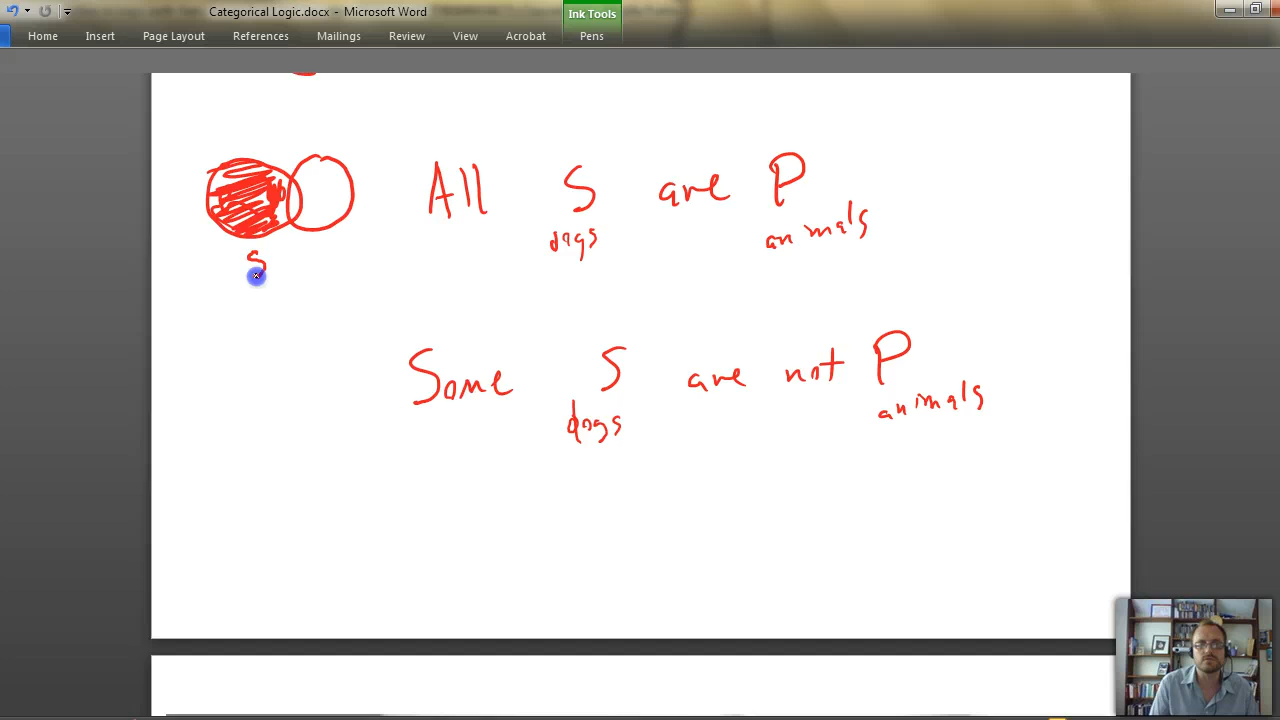 Categorical Logic.docx - Microsoft Word
Ink Tools
Home Insert Page Layout References Mailings Review View Acrobat Pens
All S are P
dogs animals
S
Some S are not P
dogs animals